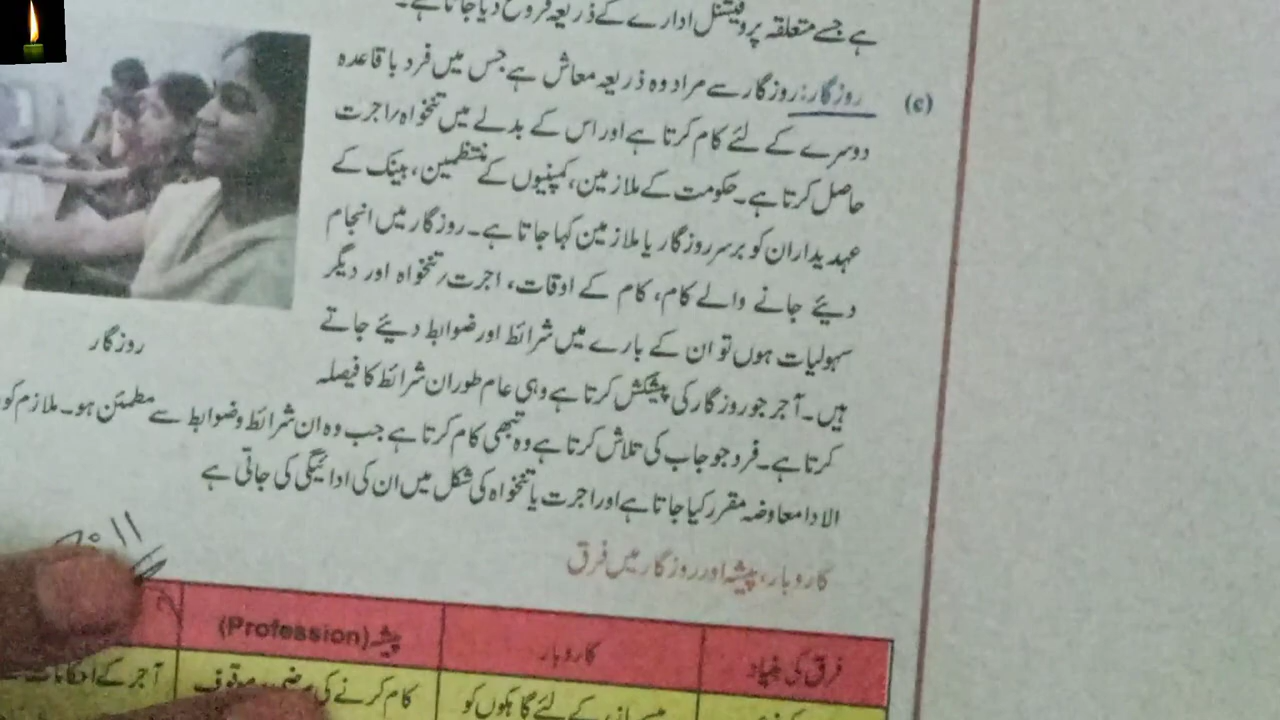 ہے جسے متعلقہ پروفیشنل ادارے کے ذریعہ فروغ دیا جاتا ہے۔
(c) روزگار: روزگار سے مراد وہ ذریعہ معاش ہے جس میں فرد باقاعدہ
دوسرے کے لئے کام کرتا ہے اور اس کے بدلے میں تنخواہ/اجرت
حاصل کرتا ہے۔ حکومت کے ملازمین، کمپنیوں کے منتظمین، بینک کے
عہدیداران کو برسر روزگار یا ملازمین کہا جاتا ہے۔ روزگار میں انجام
دیئے جانے والے کام، کام کے اوقات، اجرت/تنخواہ اور دیگر
سہولیات ہوں تو ان کے بارے میں شرائط اور ضوابط دیئے جاتے
ہیں۔ آجر جو روزگار کی پیشکش کرتا ہے وہی عام طور ان شرائط کا فیصلہ
کرتا ہے۔ فرد جو جاب کی تلاش کرتا ہے وہ تبھی کام کرتا ہے جب وہ ان شرائط و ضوابط سے مطمئن ہو۔ ملازم کو
الا دا معاوضہ مقرر کیا جاتا ہے اور اجرت یا تنخواہ کی شکل میں ان کی ادائیگی کی جاتی ہے
روزگار
کاروبار، پیشہ اور روزگار میں فرق
فرق کی بنیاد کاروبار پیشہ (Profession)
کے لئے گاہکوں کو کام کرنے کی آجر کے